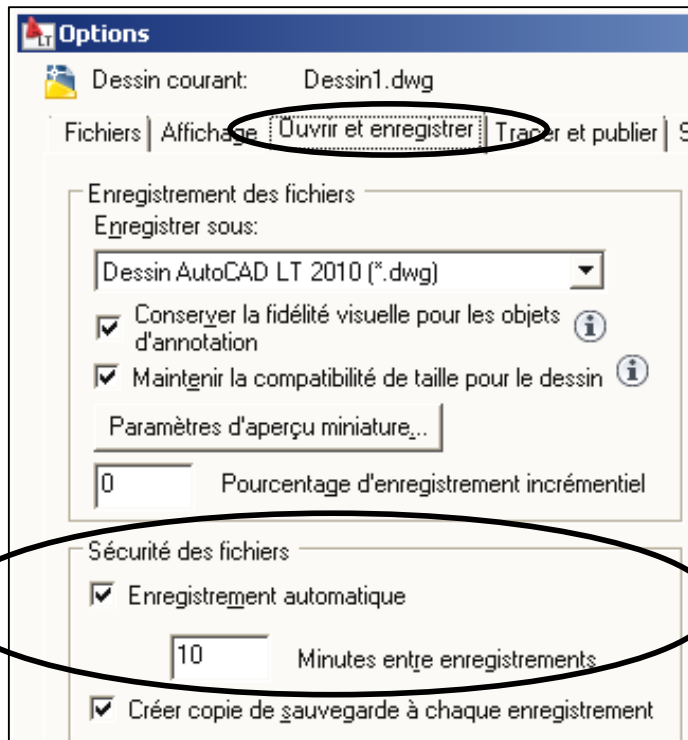 Options
Dessin courant: Dessin1.dwg
Fichiers Affichage Ouvrir et enregistrer Tracer et publier S
Enregistrement des fichiers
Enregistrer sous:
Dessin AutoCAD LT 2010 (*.dwg)
Conserver la fidélité visuelle pour les objets
d'annotation
Maintenir la compatibilité de taille pour le dessin
Paramètres d'aperçu miniature...
0 Pourcentage d'enregistrement incrémentiel
Sécurité des fichiers
Enregistrement automatique
10 Minutes entre enregistrements
Créer copie de sauvegarde à chaque enregistrement